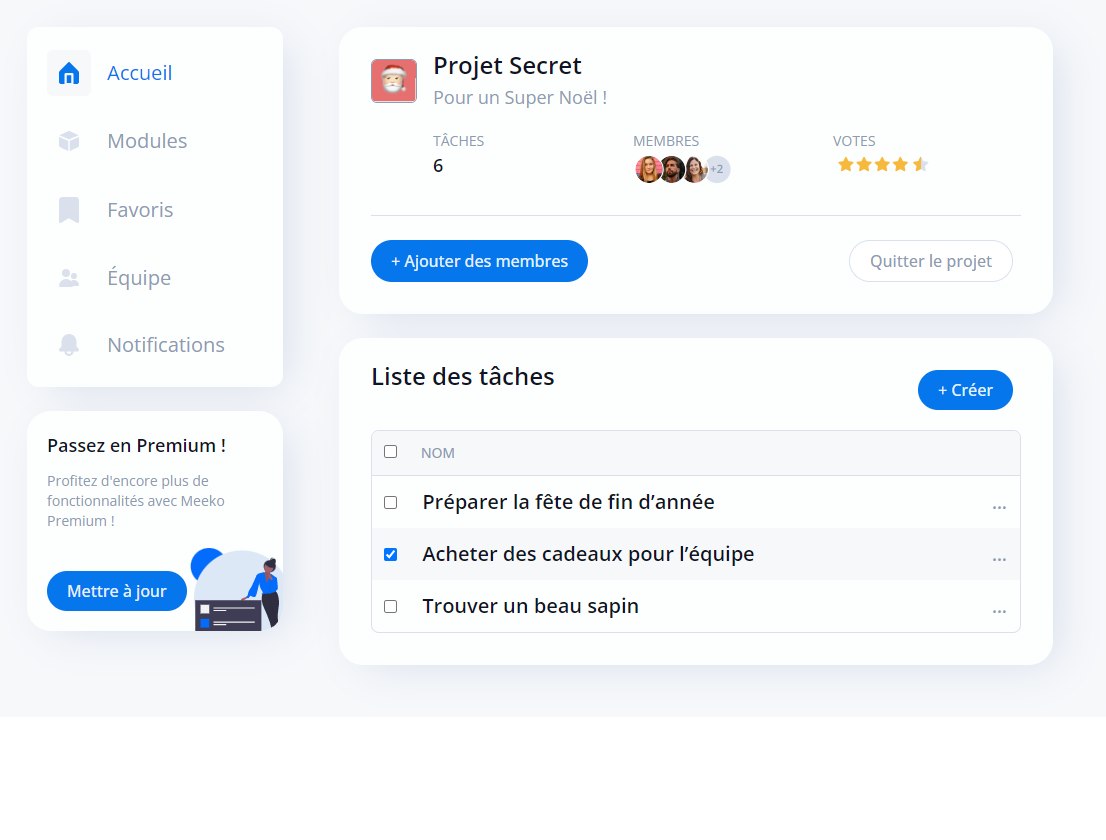 Accueil
Modules
Favoris
Équipe
Notifications
Passez en Premium !
Profitez d'encore plus de
fonctionnalités avec Meeko
Premium !
Mettre à jour
Projet Secret
Pour un Super Noël !
TÂCHES
6
MEMBRES
+2
VOTES
+ Ajouter des membres
Quitter le projet
Liste des tâches
+ Créer
NOM
Préparer la fête de fin d’année
...
Acheter des cadeaux pour l’équipe
...
Trouver un beau sapin
...